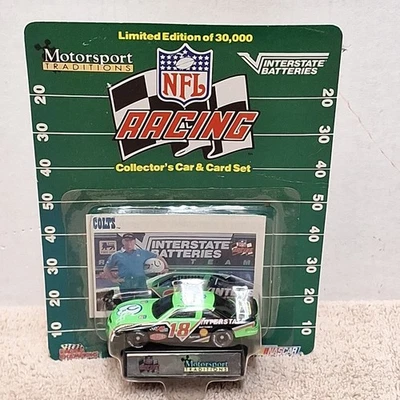 Limited Edition of 30,000
Motorsport
TRADITIONS
INTERSTATE
BATTERIES
NFL
RACING
Collector's Car & Card Set
20
20
30
30
40
40
50
50
40
40
30
30
20
20
10
10
COLTS
INTERSTATE
BATTERIES
TEAM
18
INTERSTATE
Motorsport
TRADITIONS
NASCAR